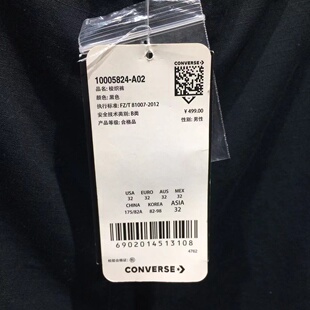 CONVERSE
10005824-A02
品名: 梭织裤
颜色: 黑色
执行标准: FZ/T 81007-2012
安全技术类别: B类
产品等级: 合格品
¥ 499.00
性别: 男性
USA EURO AUS MEX
32 32 32 32
CHINA KOREA ASIA
175/82A 82-98 32
6902014513108
4762
CONVERSE